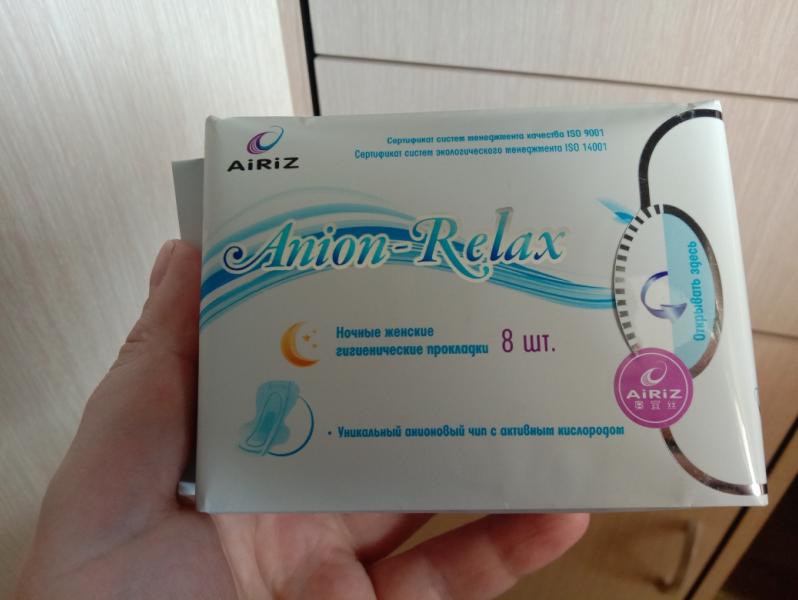 Сертификат систем менеджмента качества ISO 9001
Сертификат систем экологического менеджмента ISO 14001
AiRiZ
Anion-Relax
Открывать здесь
Ночные женские
гигиенические прокладки 8 шт.
AiRiZ
• Уникальный анионовый чип с активным кислородом